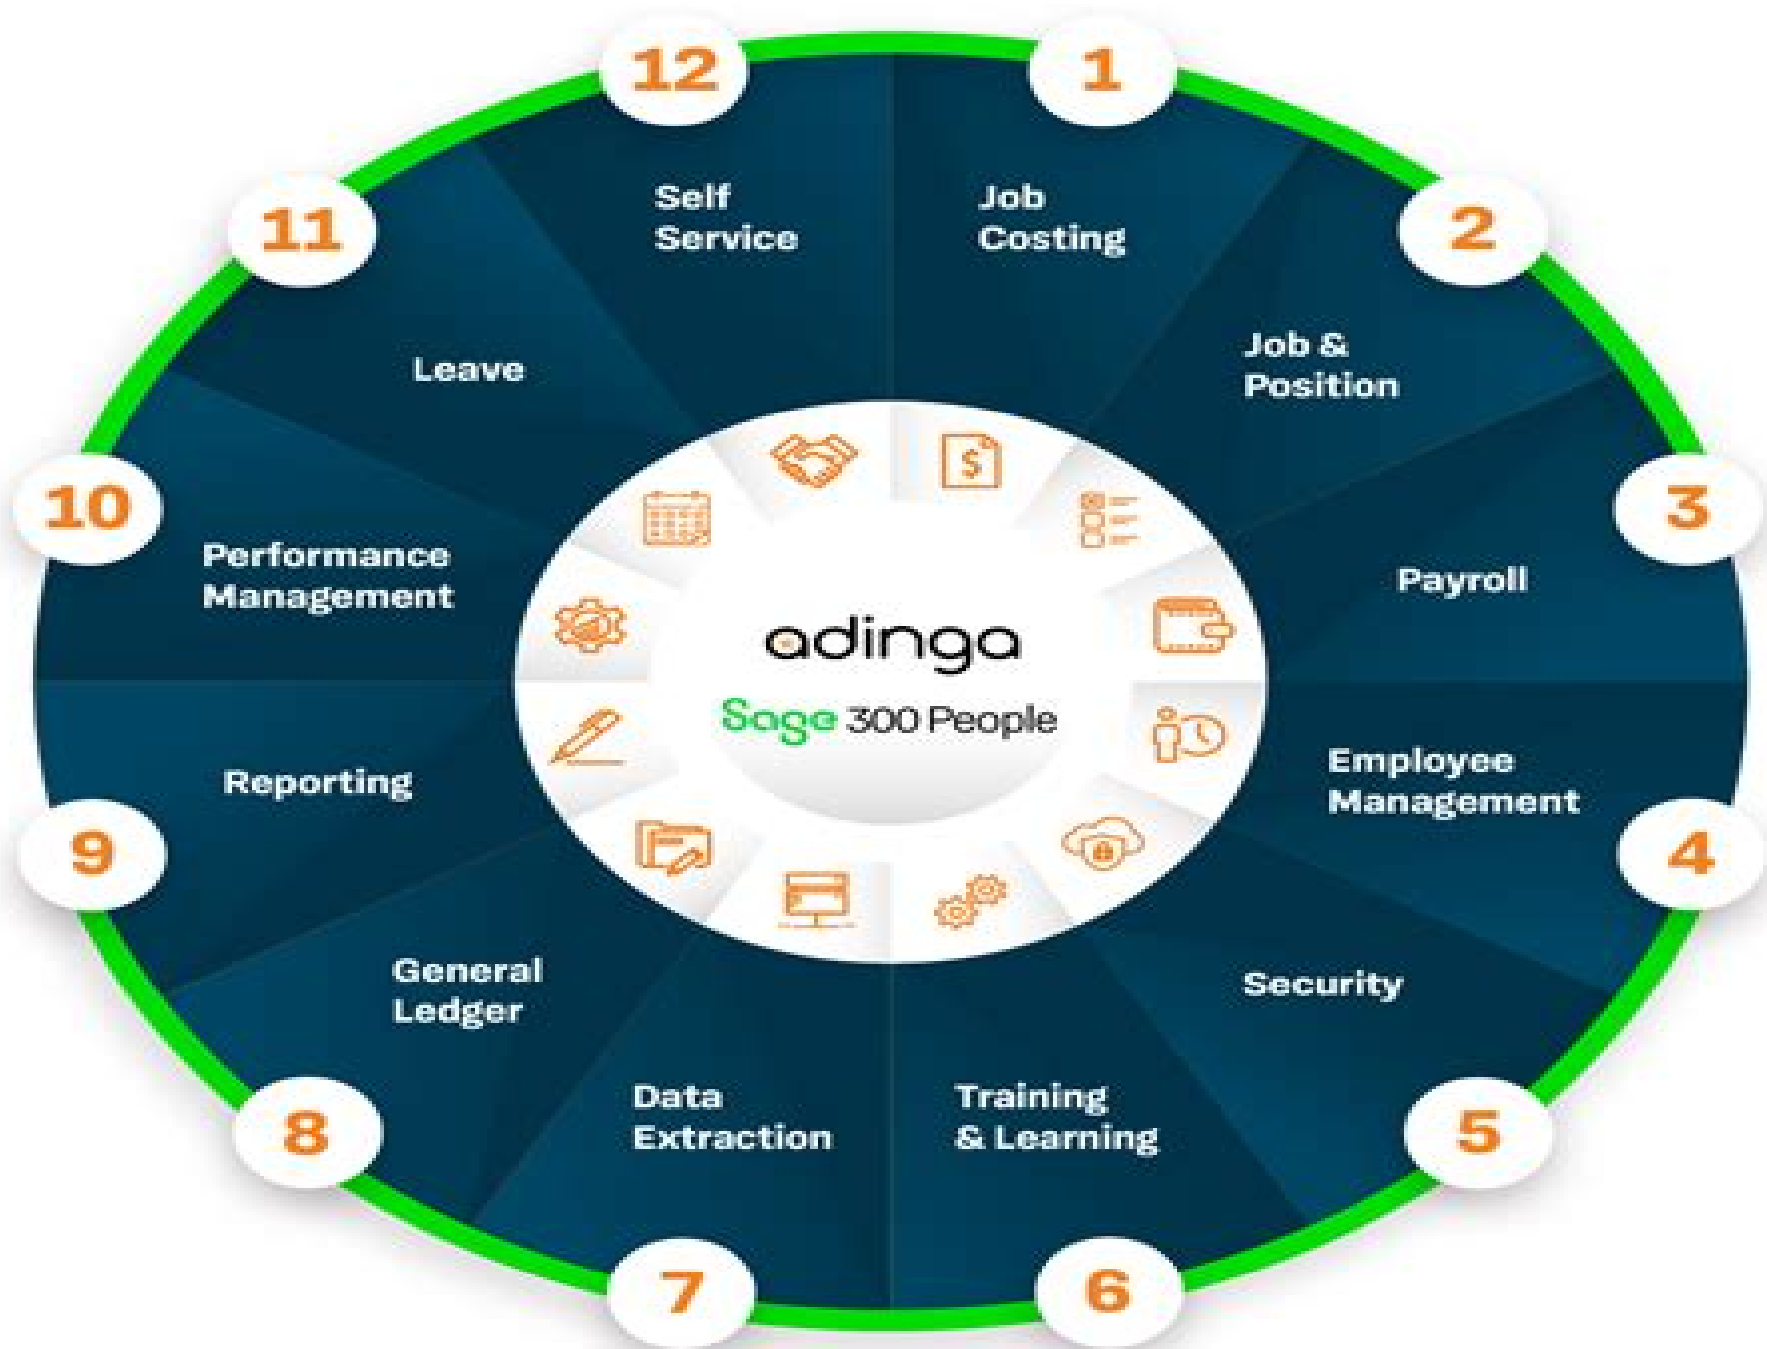 12
1
11
2
Self
Service
Job
Costing
Job &
Position
Leave
10
3
Performance
Management
Payroll
adinga
Sage 300 People
Reporting
Employee
Management
9
4
General
Ledger
Security
Data
Extraction
Training
& Learning
8
5
7
6